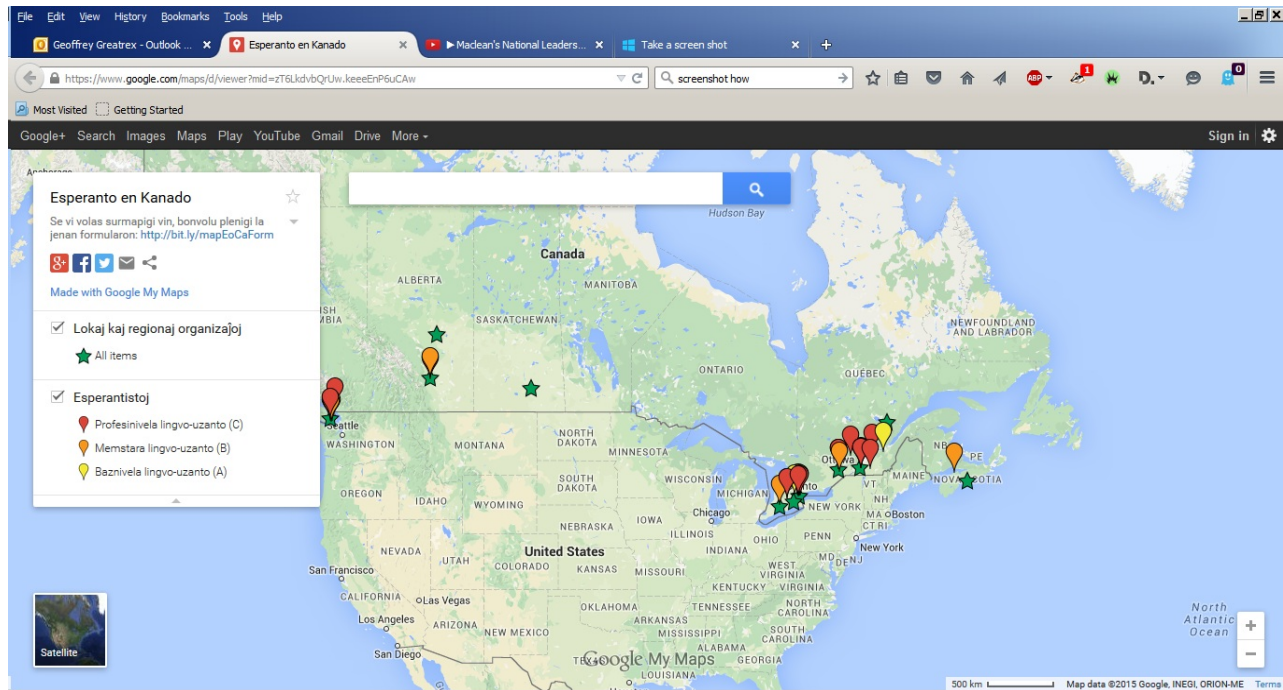 File Edit View History Bookmarks Tools Help
Geoffrey Greatrex - Outlook ... Esperanto en Kanado Maclean's National Leaders... Take a screen shot
https://www.google.com/maps/d/viewer?mid=zT6LkdvbQrUw.keeeEnP6uCAw screenshot how ABP 1 D. 0
Most Visited Getting Started
Google+ Search Images Maps Play YouTube Gmail Drive More Sign in
Esperanto en Kanado
Se vi volas surmapigi vin, bonvolu plenigi la
jenan formularon: http://bit.ly/mapEoCaForm
Made with Google My Maps
Lokaj kaj regionaj organizaĵoj
All items
Esperantistoj
Profesinivela lingvo-uzanto (C)
Memstara lingvo-uzanto (B)
Baznivela lingvo-uzanto (A)
Satellite
Hudson Bay
Canada
ALBERTA
MANITOBA
SASKATCHEWAN
NEWFOUNDLAND
AND LABRADOR
ONTARIO
QUÉBEC
NB
PE
MAINE
VT
NH
NEW YORK
MA Boston
CT RI
Seattle
WASHINGTON
MONTANA
NORTH
DAKOTA
MINNESOTA
SOUTH
DAKOTA
WISCONSIN
MICHIGAN
OREGON
IDAHO
WYOMING
Chicago
IOWA
NEBRASKA
ILLINOIS
OHIO
PENN
New York
NEVADA
UTAH
United States
COLORADO
KANSAS
MISSOURI
INDIANA
WEST
VIRGINIA
MD
DE
NJ
San Francisco
KENTUCKY
VIRGINIA
CALIFORNIA
Las Vegas
OKLAHOMA
TENNESSEE
NORTH
CAROLINA
Los Angeles
ARIZONA
NEW MEXICO
ARKANSAS
MISSISSIPPI
SOUTH
CAROLINA
San Diego
ALABAMA
GEORGIA
Google My Maps
LOUISIANA
North
Atlantic
Ocean
500 km Map data ©2015 Google, INEGI, ORION-ME Terms